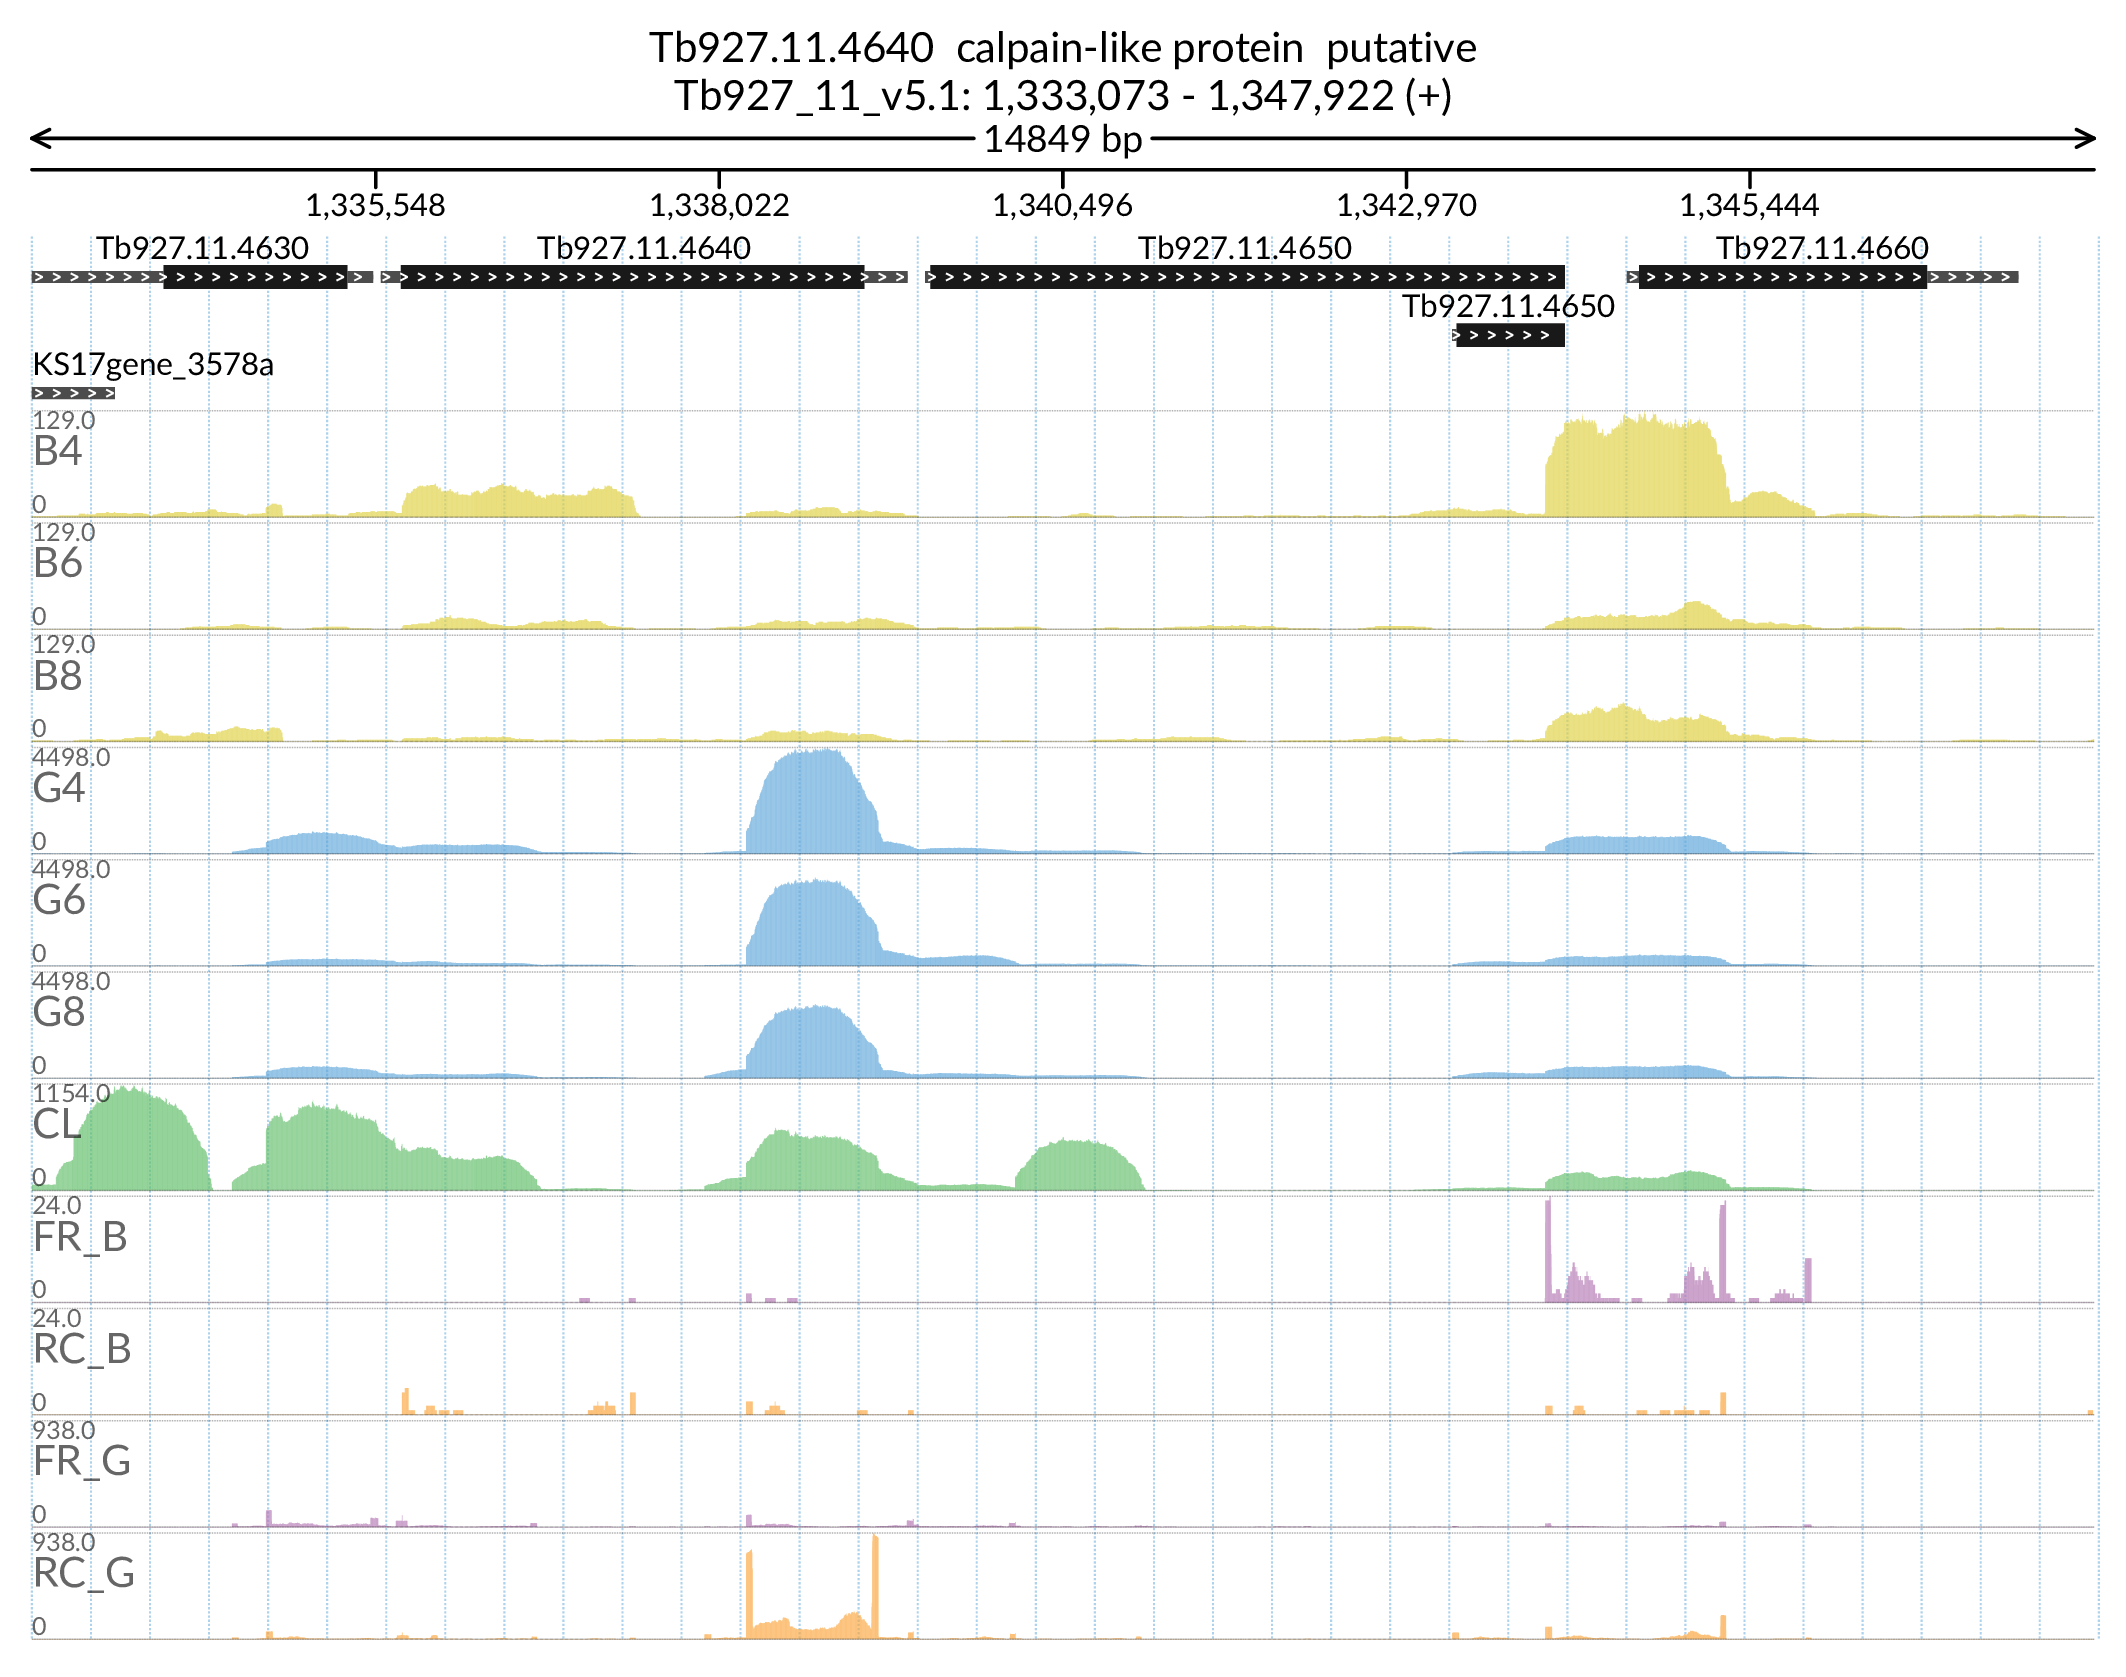 Tb927.11.4640 calpain-like protein putative
Tb927_11_v5.1: 1,333,073 - 1,347,922 (+)
14849 bp
1,335,548 1,338,022 1,340,496 1,342,970 1,345,444
Tb927.11.4630 Tb927.11.4640 Tb927.11.4650 Tb927.11.4660
Tb927.11.4650
KS17gene_3578a
129.0
B4
0
129.0
B6
0
129.0
B8
0
4498.0
G4
0
4498.0
G6
0
4498.0
G8
0
1154.0
CL
0
24.0
FR_B
0
24.0
RC_B
0
938.0
FR_G
0
938.0
RC_G
0